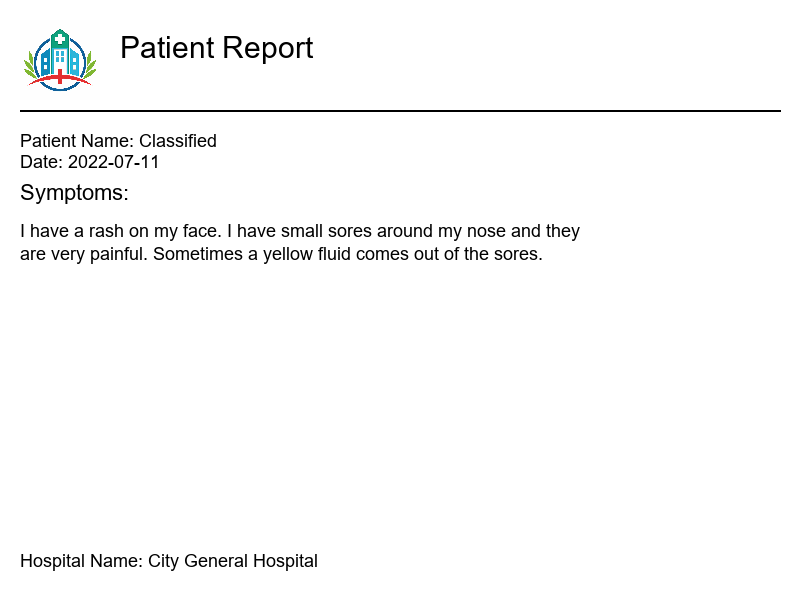 Patient Report
Patient Name: Classified
Date: 2022-07-11
Symptoms:
I have a rash on my face. I have small sores around my nose and they
are very painful. Sometimes a yellow fluid comes out of the sores.
Hospital Name: City General Hospital